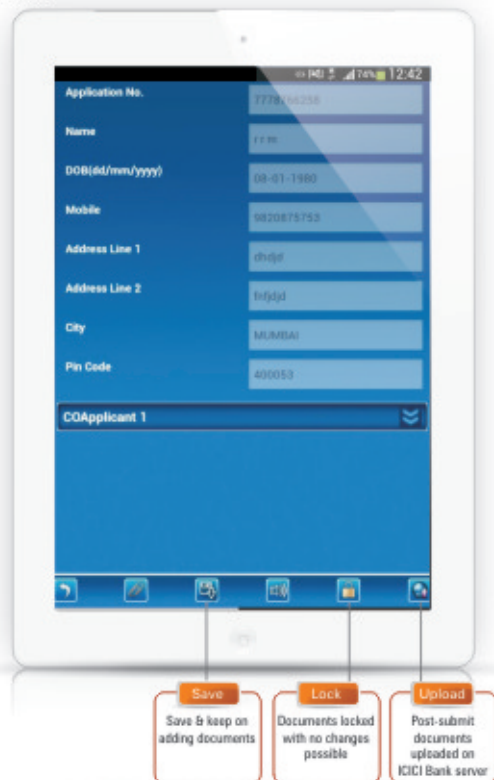 74% 12:42
Application No.
7778766258
Name
r r m
DOB(dd/mm/yyyy)
08-01-1980
Mobile
9820875753
Address Line 1
dhdjd
Address Line 2
fnfjdjd
City
MUMBAI
Pin Code
400053
COApplicant 1
Save
Save & keep on
adding documents
Lock
Documents locked
with no changes
possible
Upload
Post-submit
documents
uploaded on
ICICI Bank server